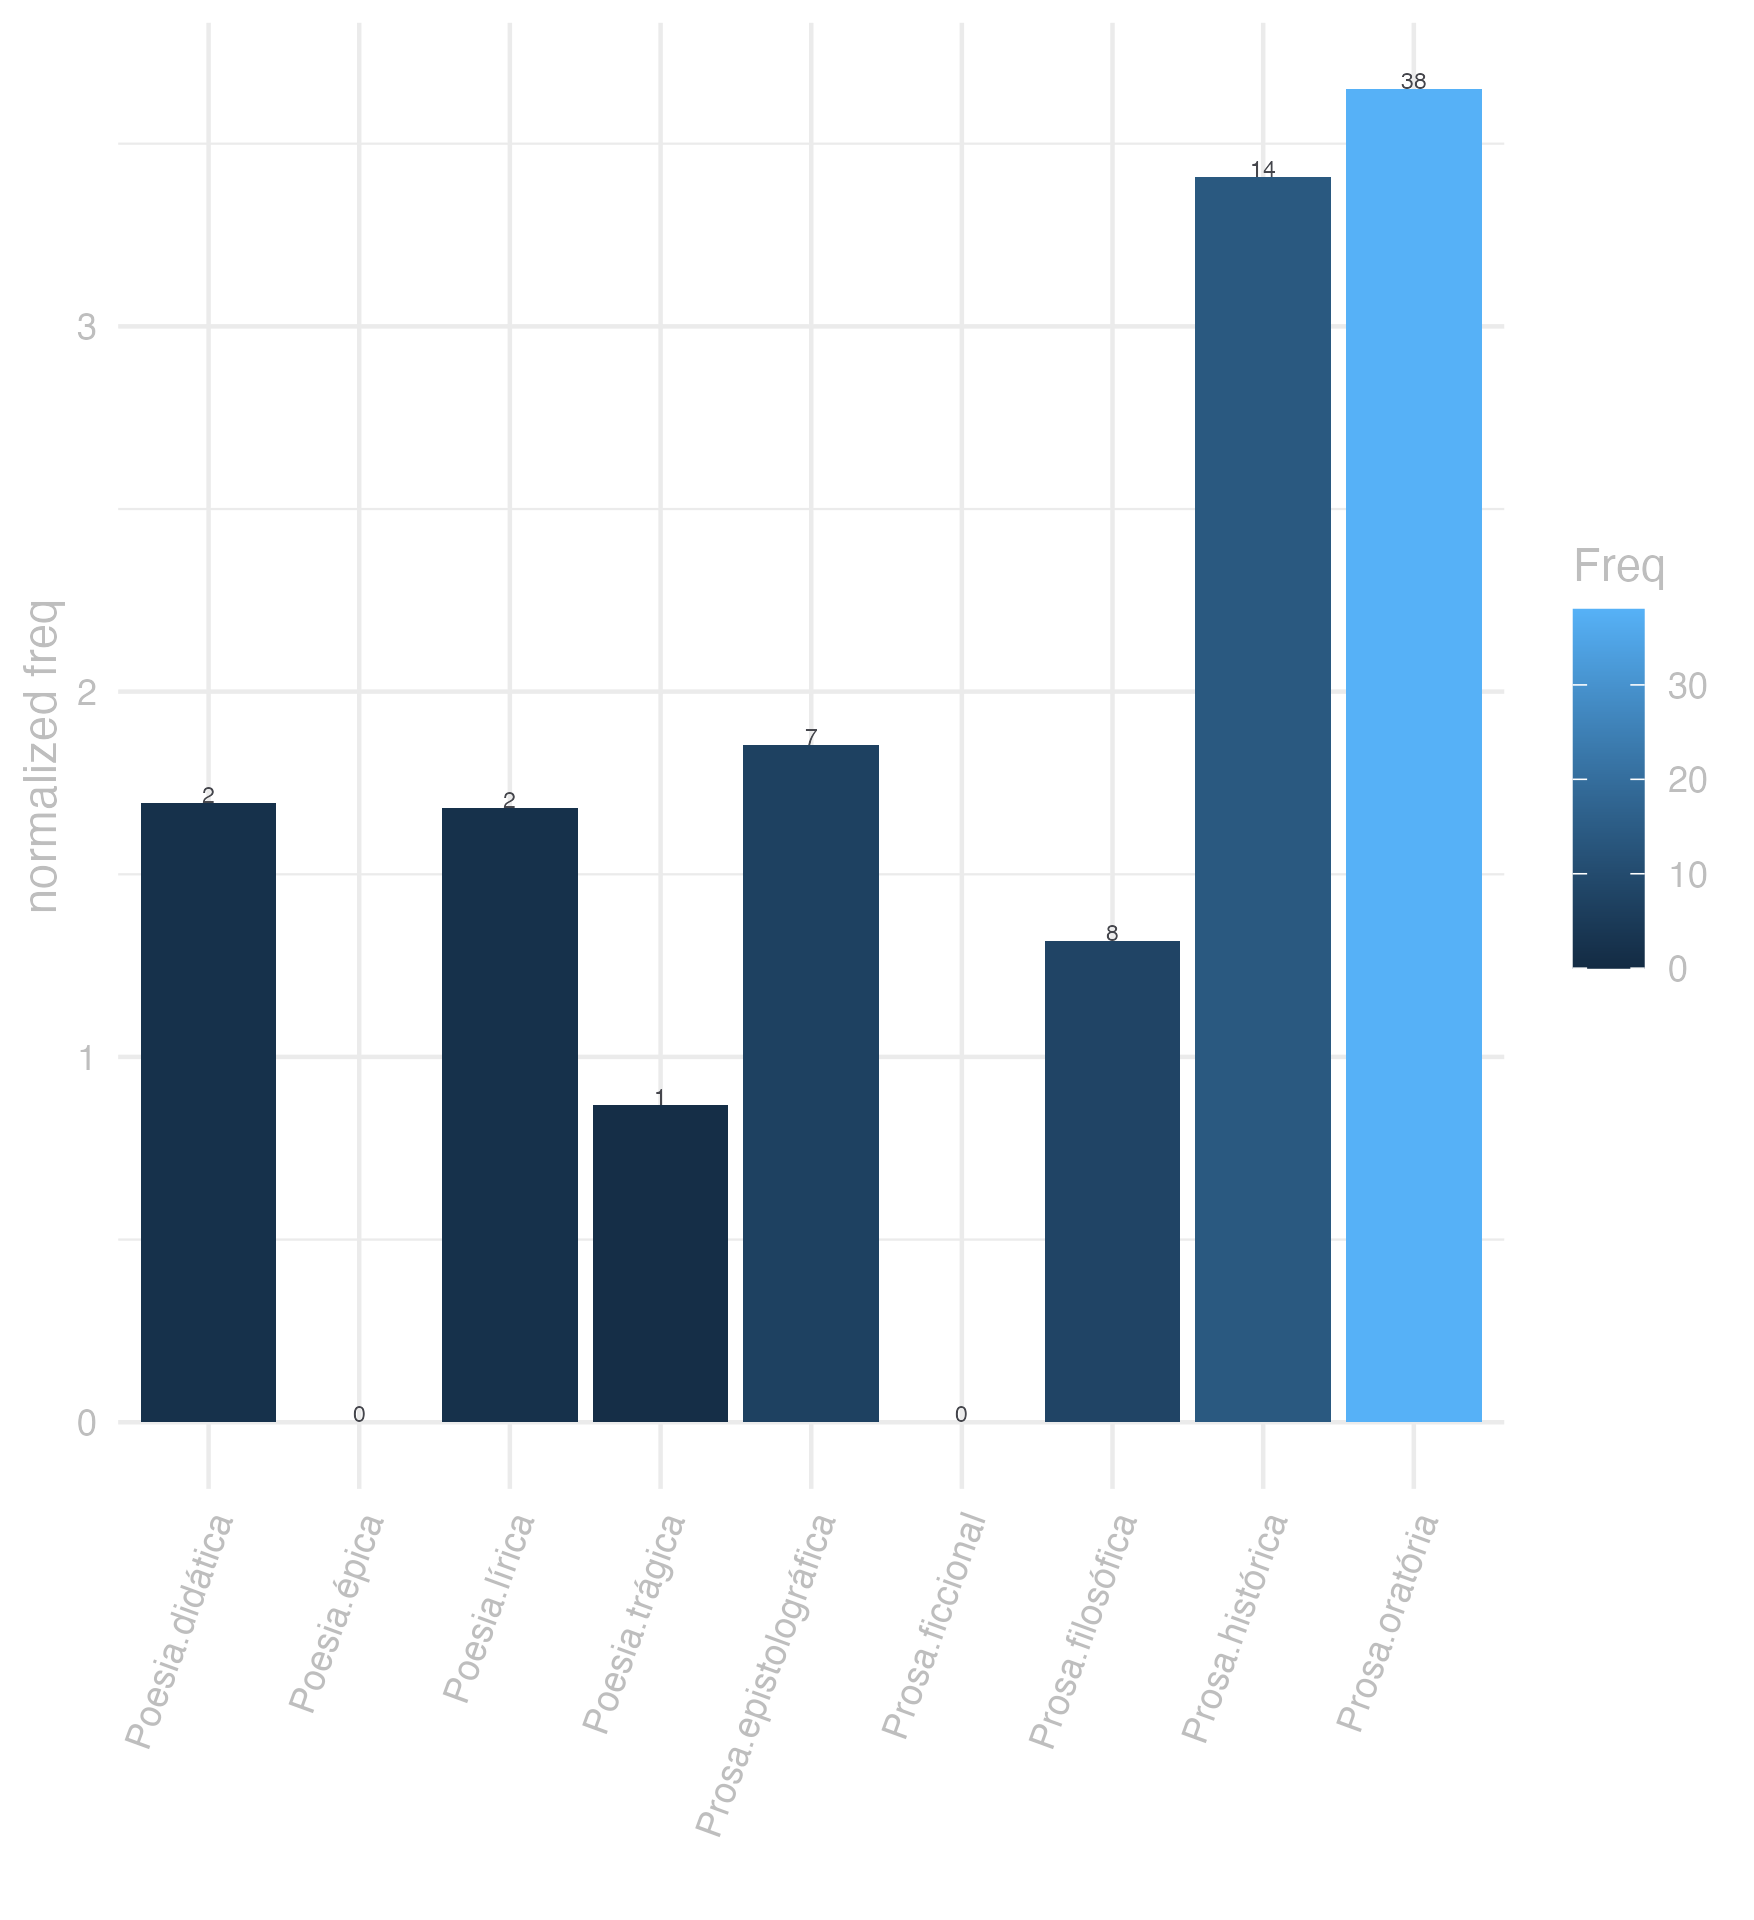 38
14
3
Freq
30
2
7
20
2
2
normalized freq
10
8
0
1
1
0
0
0
Poesia.didática
Poesia.épica
Poesia.lírica
Poesia.trágica
Prosa.epistolográfica
Prosa.ficcional
Prosa.filosófica
Prosa.histórica
Prosa.oratória